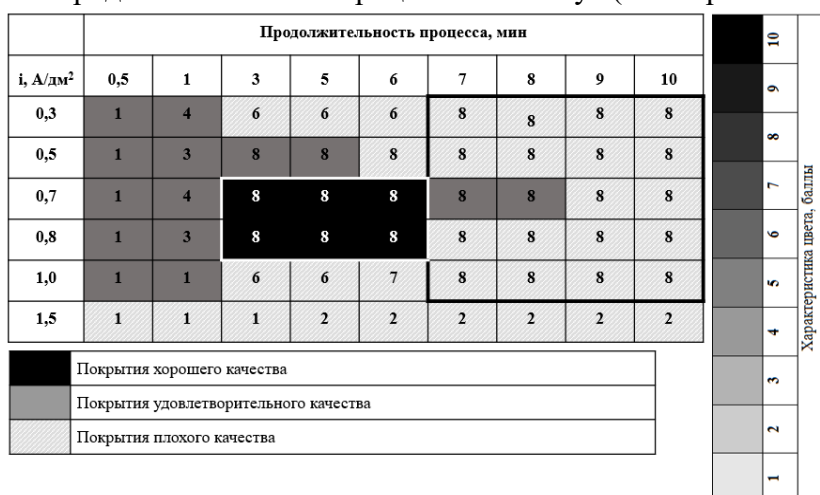 Продолжительность процесса, мин
i, А/дм² 0,5 1 3 5 6 7 8 9 10
0,3 1 4 6 6 6 8 8 8 8
0,5 1 3 8 8 8 8 8 8 8
0,7 1 4 8 8 8 8 8 8 8
0,8 1 3 8 8 8 8 8 8 8
1,0 1 1 6 6 7 8 8 8 8
1,5 1 1 1 2 2 2 2 2 2
Покрытия хорошего качества
Покрытия удовлетворительного качества
Покрытия плохого качества
10
9
8
7
6
5
4
3
2
1
Характеристика цвета, баллы